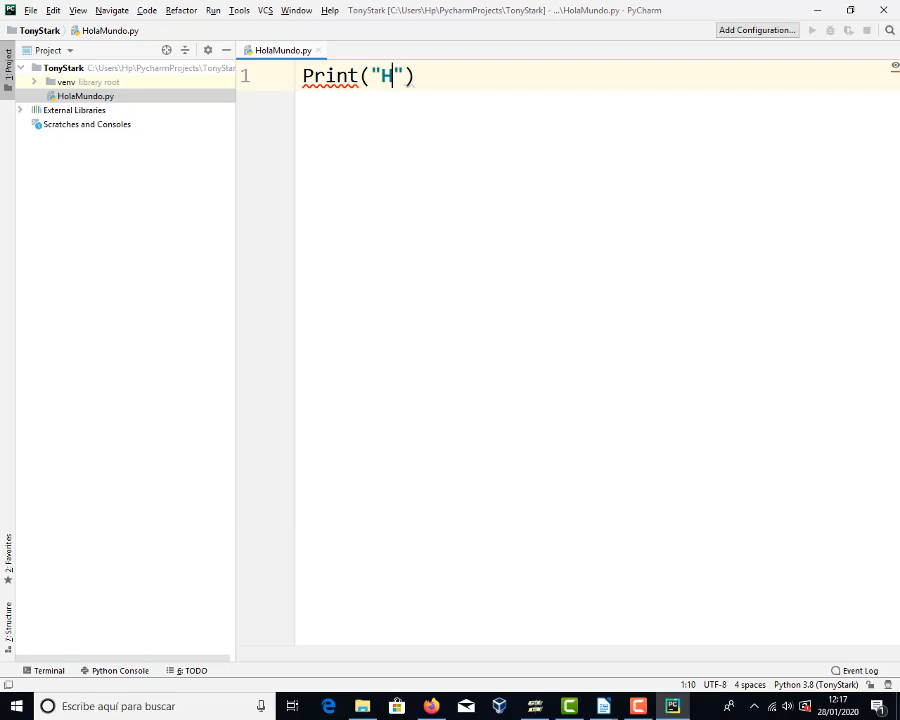 File Edit View Navigate Code Refactor Run Tools VCS Window Help TonyStark [C:\Users\Hp\PycharmProjects\TonyStark] - ...\HolaMundo.py - PyCharm
TonyStark HolaMundo.py Add Configuration...
Project HolaMundo.py
1: Project
TonyStark C:\Users\Hp\PycharmProjects\TonyStar
venv library root
HolaMundo.py
External Libraries
Scratches and Consoles
1 Print("H")
2: Favorites
7: Structure
Terminal Python Console 6: TODO Event Log
1:10 UTF-8 4 spaces Python 3.8 (TonyStark)
Escribe aquí para buscar
12:17
28/01/2020
1